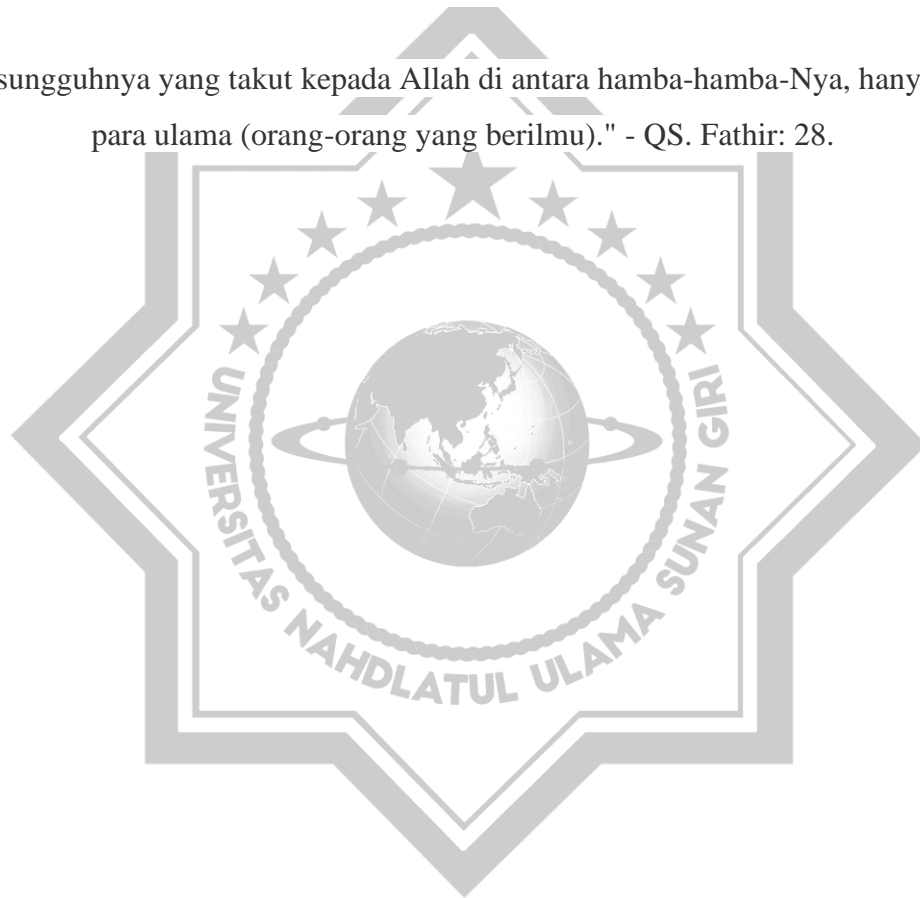 sungguhnya yang takut kepada Allah di antara hamba-hamba-Nya, hany
para ulama (orang-orang yang berilmu)." - QS. Fathir: 28.
UNIVERSITAS NAHDLATUL ULAMA SUNAN GIRI